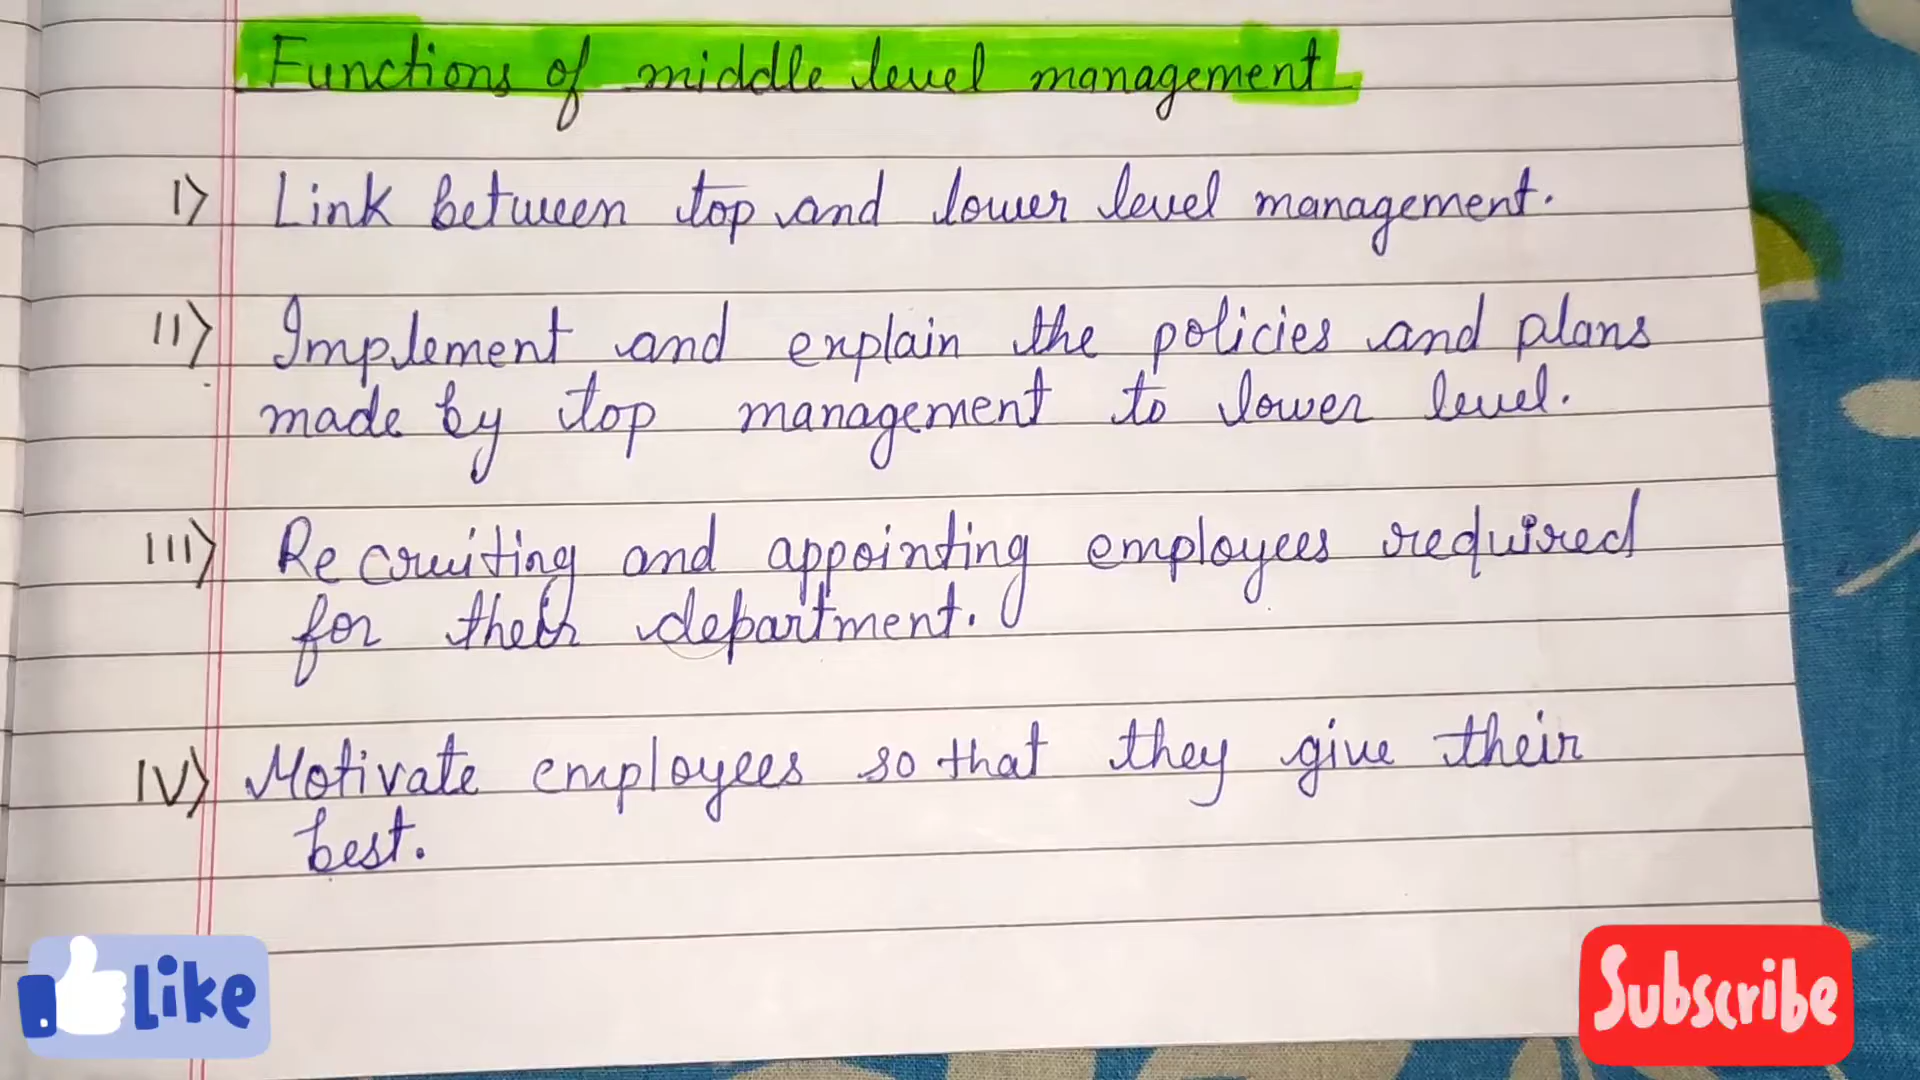 Functions of middle level management
I) Link between top and lower level management.
II) Implement and explain the policies and plans
made by top management to lower level.
III) Recruiting and appointing employees required
for their department.
IV) Motivate employees so that they give their
best.
Like
Subscribe